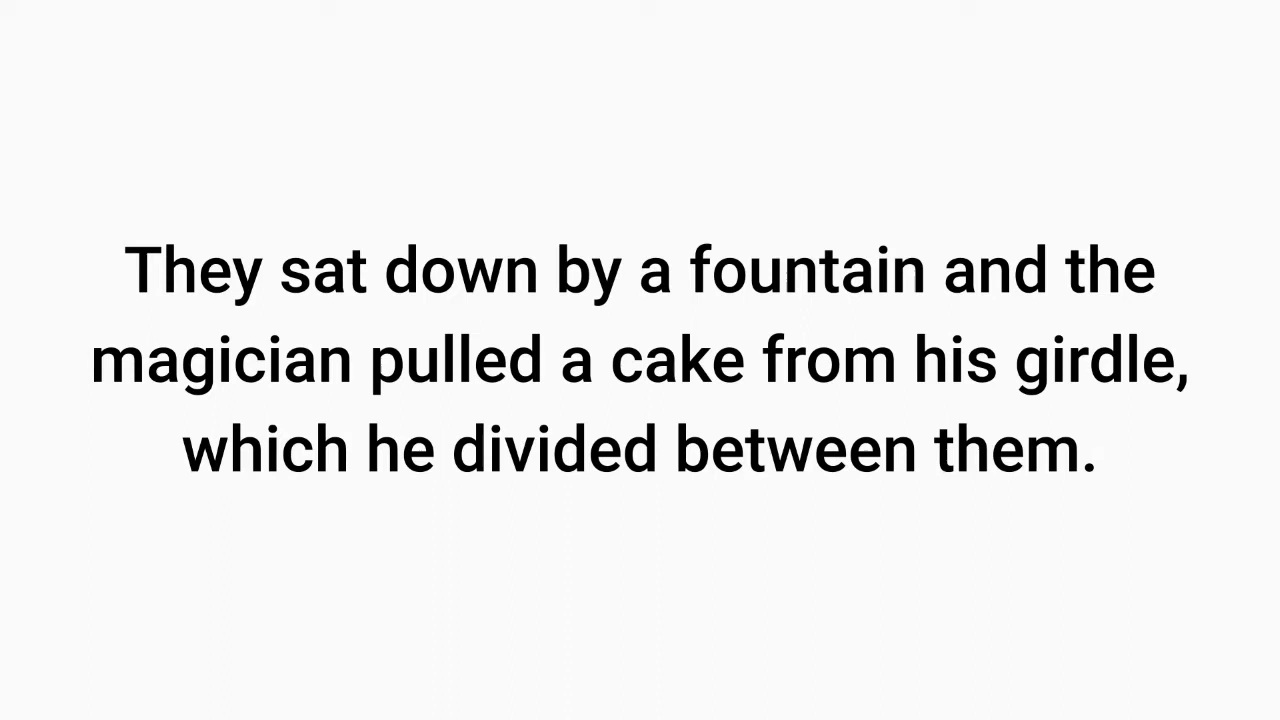 They sat down by a fountain and the
magician pulled a cake from his girdle,
which he divided between them.